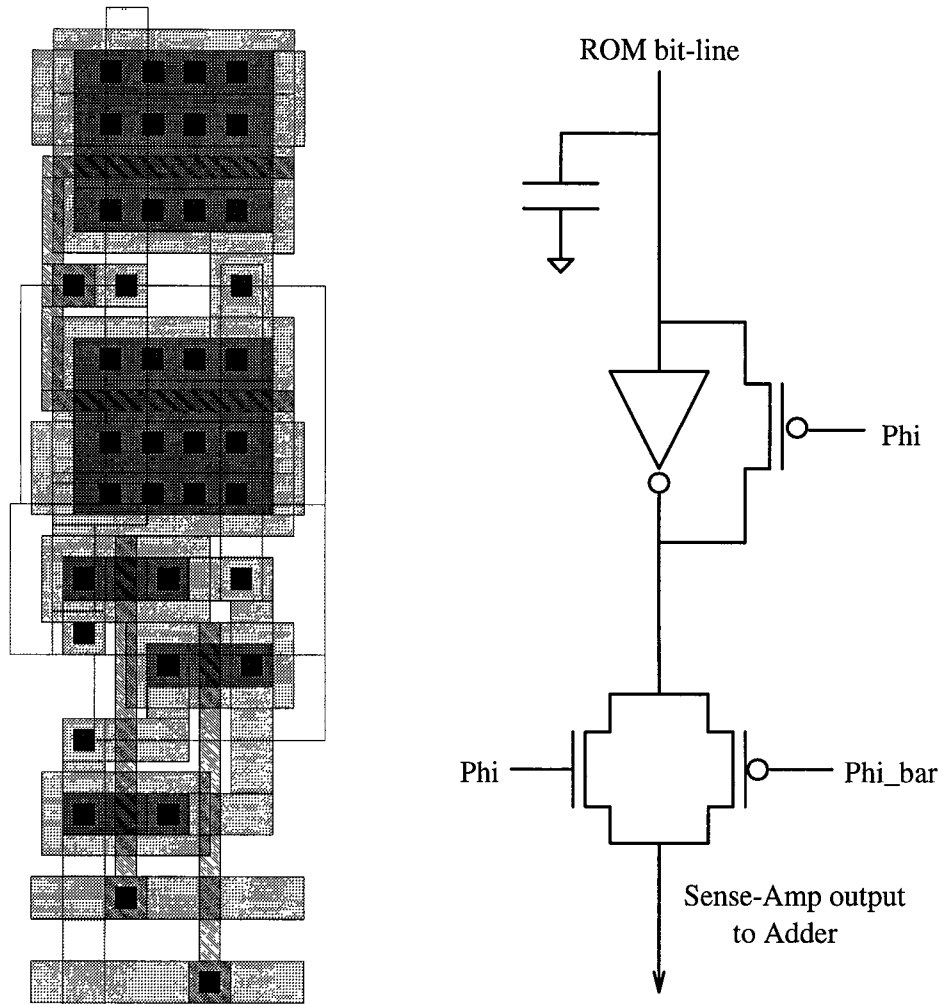 ROM bit-line
Phi
Phi
Phi_bar
Sense-Amp output
to Adder